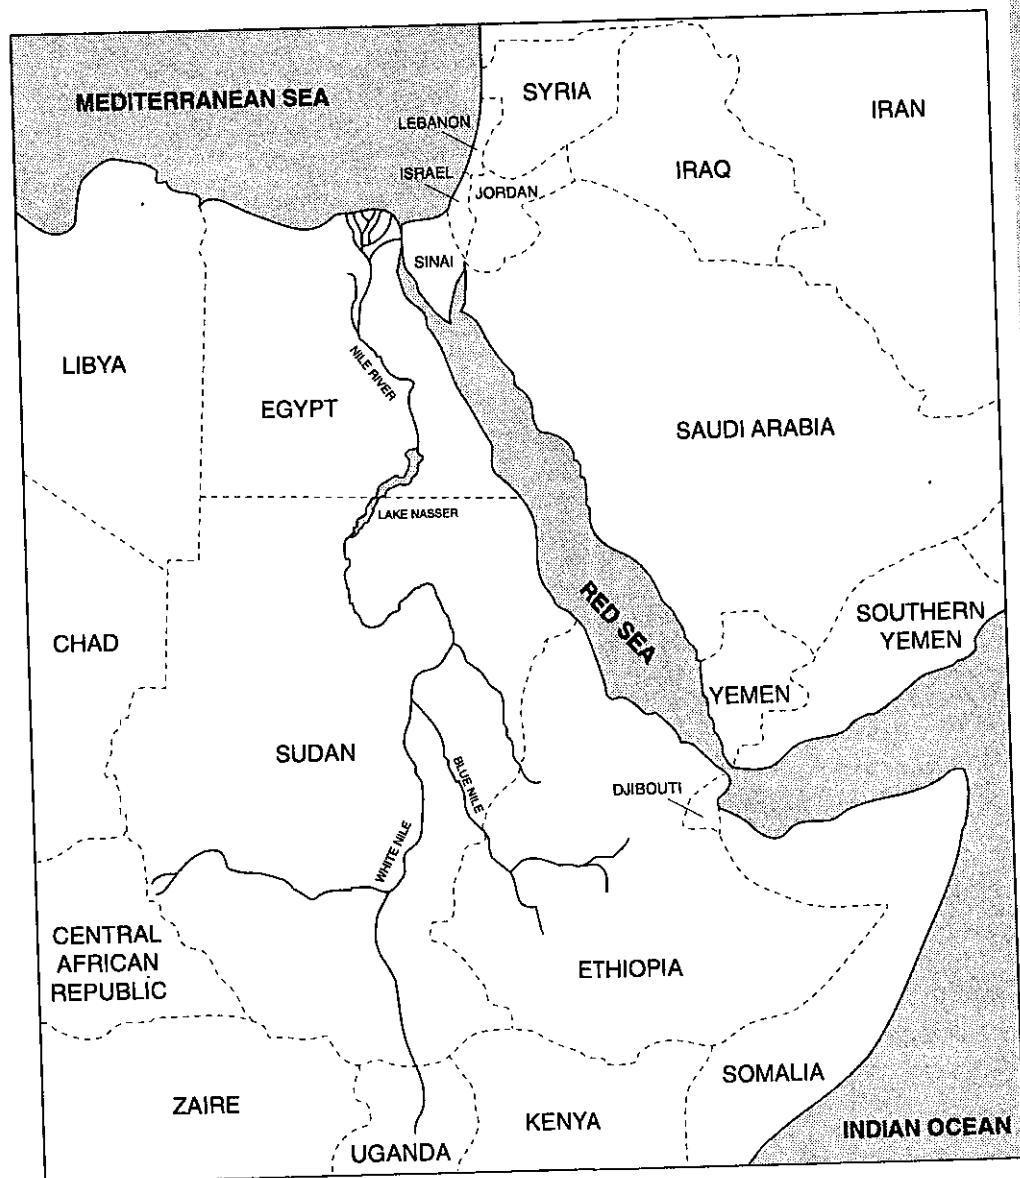 MEDITERRANEAN SEA
SYRIA
IRAN
LEBANON
IRAQ
ISRAEL
JORDAN
SINAI
LIBYA
NILE RIVER
EGYPT
SAUDI ARABIA
LAKE NASSER
RED SEA
SOUTHERN
YEMEN
CHAD
YEMEN
SUDAN
BLUE NILE
DJIBOUTI
WHITE NILE
CENTRAL
AFRICAN
REPUBLIC
ETHIOPIA
SOMALIA
ZAIRE
KENYA
INDIAN OCEAN
UGANDA